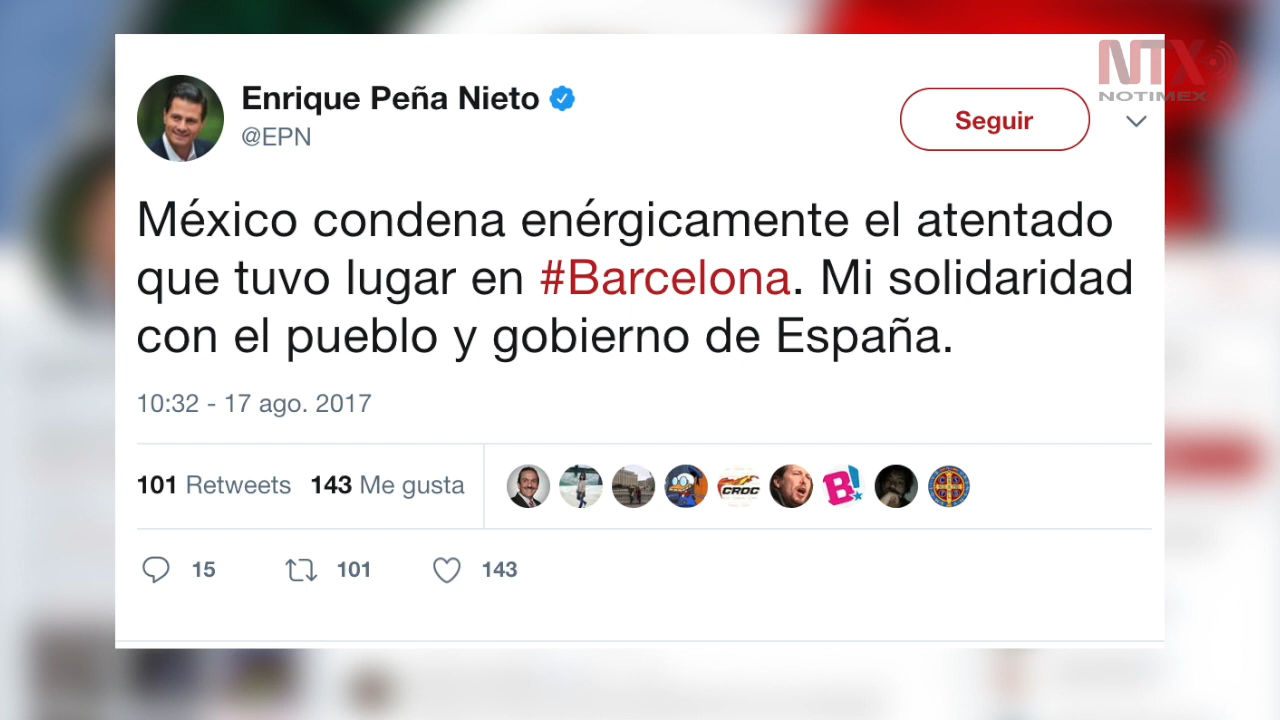 NTX
NOTIMEX
Enrique Peña Nieto
@EPN
Seguir
México condena enérgicamente el atentado
que tuvo lugar en #Barcelona. Mi solidaridad
con el pueblo y gobierno de España.
10:32 - 17 ago. 2017
101 Retweets 143 Me gusta
CROC
B!
15 101 143